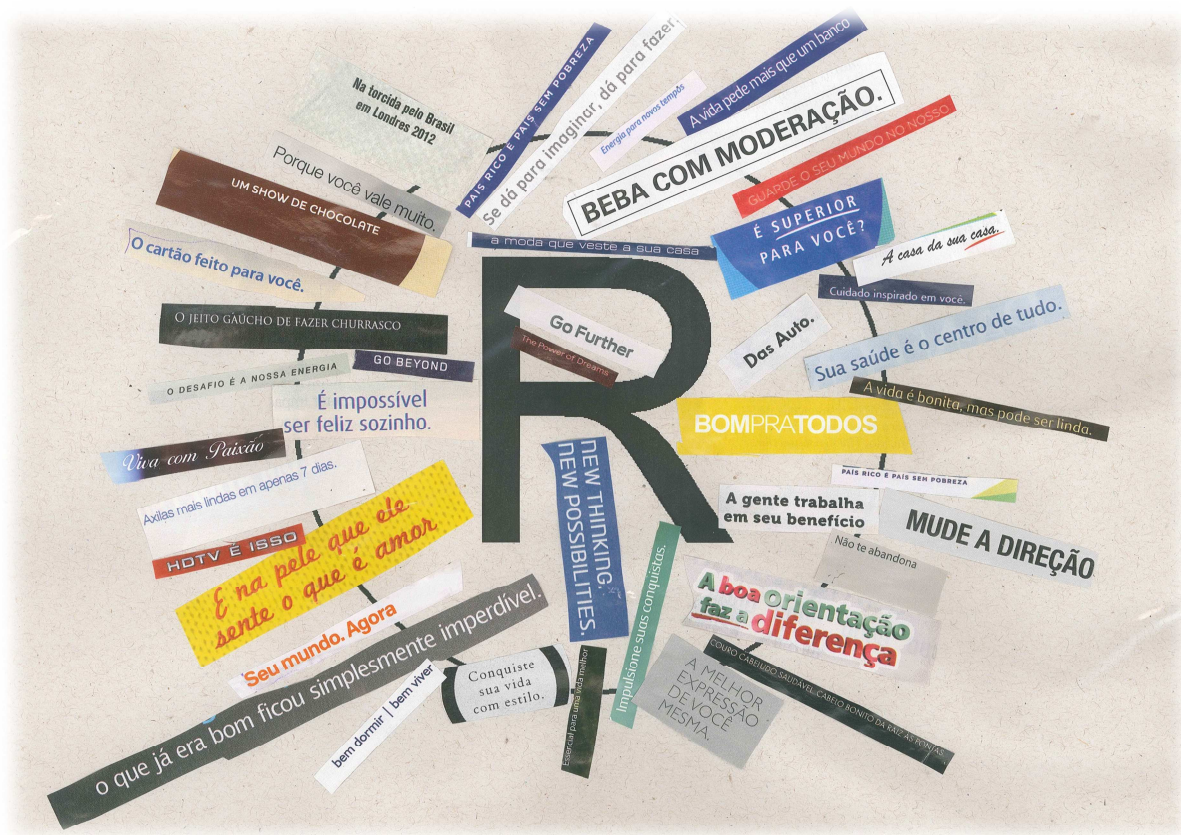 Na torcida pelo Brasil
em Londres 2012
PAÍS RICO É PAÍS SEM POBREZA
Se dá para imaginar, dá para fazer.
Energia para novos tempos
A vida pede mais que um banco
BEBA COM MODERAÇÃO.
GUARDE O SEU MUNDO NO NOSSO
Porque você vale muito.
UM SHOW DE CHOCOLATE
a moda que veste a sua casa
É SUPERIOR
PARA VOCÊ?
A casa da sua casa.
O cartão feito para você.
Cuidado inspirado em você.
O JEITO GAÚCHO DE FAZER CHURRASCO
R
Go Further
The Power of Dreams
Das Auto.
Sua saúde é o centro de tudo.
O DESAFIO É A NOSSA ENERGIA
GO BEYOND
A vida é bonita, mas pode ser linda.
É impossível
ser feliz sozinho.
BOMPRATODOS
Viva com Paixão
NEW THINKING.
NEW POSSIBILITIES.
PAÍS RICO É PAÍS SEM POBREZA
Axilas mais lindas em apenas 7 dias.
A gente trabalha
em seu benefício
MUDE A DIREÇÃO
HDTV É ISSO
É na pele que ele
sente o que é amor
Não te abandona
Impulsione suas conquistas.
A boa orientação
faz a diferença
Seu mundo. Agora
o que já era bom ficou simplesmente imperdível.
bem dormir | bem viver
Conquiste
sua vida
com estilo.
Essencial para uma vida melhor
A MELHOR
EXPRESSÃO
DE VOCÊ
MESMA.
COURO CABELUDO SAUDÁVEL, CABELO BONITO DA RAIZ ÀS PONTAS.